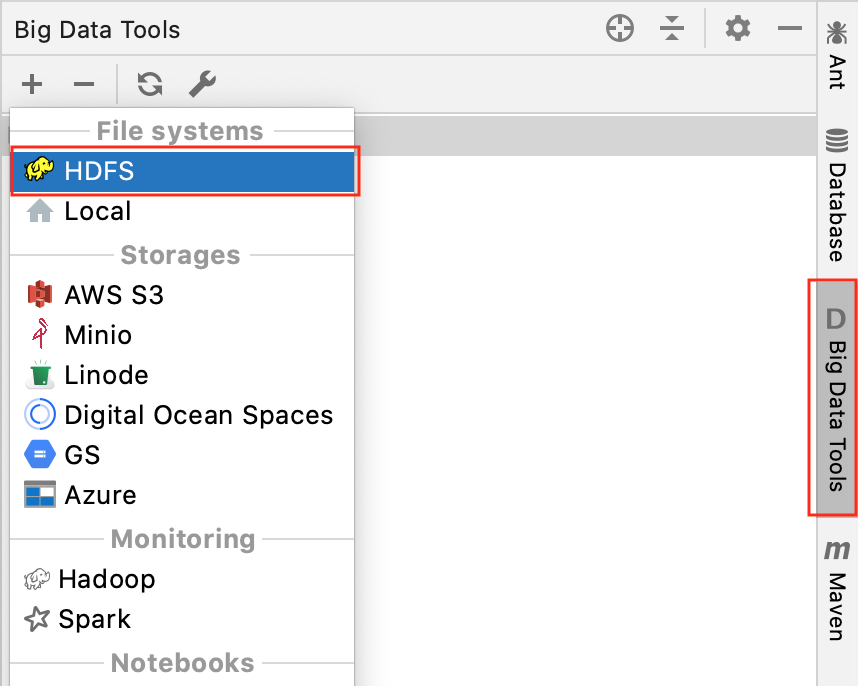 Big Data Tools
File systems
HDFS
Local
Storages
AWS S3
Minio
Linode
Digital Ocean Spaces
GS
Azure
Monitoring
Hadoop
Spark
Notebooks
Ant
Database
D Big Data Tools
m Maven